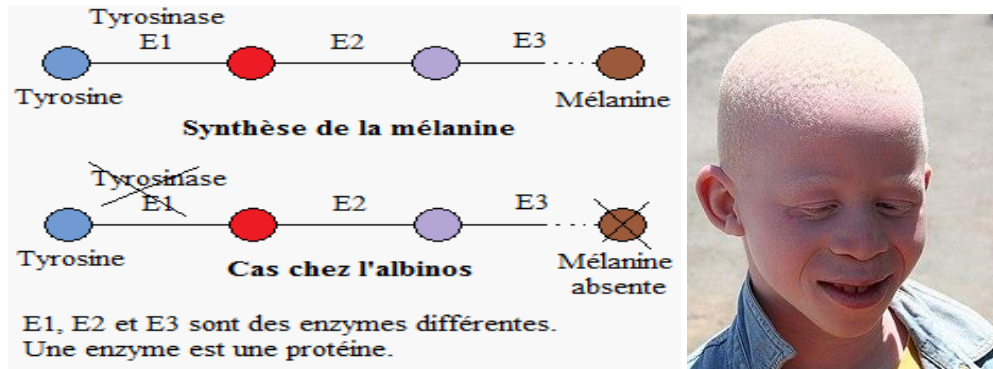 Tyrosinase
E1 E2 E3
Tyrosine Mélanine
Synthèse de la mélanine
Tyrosinase
E1 E2 E3
Tyrosine Mélanine
absente
Cas chez l'albinos
E1, E2 et E3 sont des enzymes différentes.
Une enzyme est une protéine.